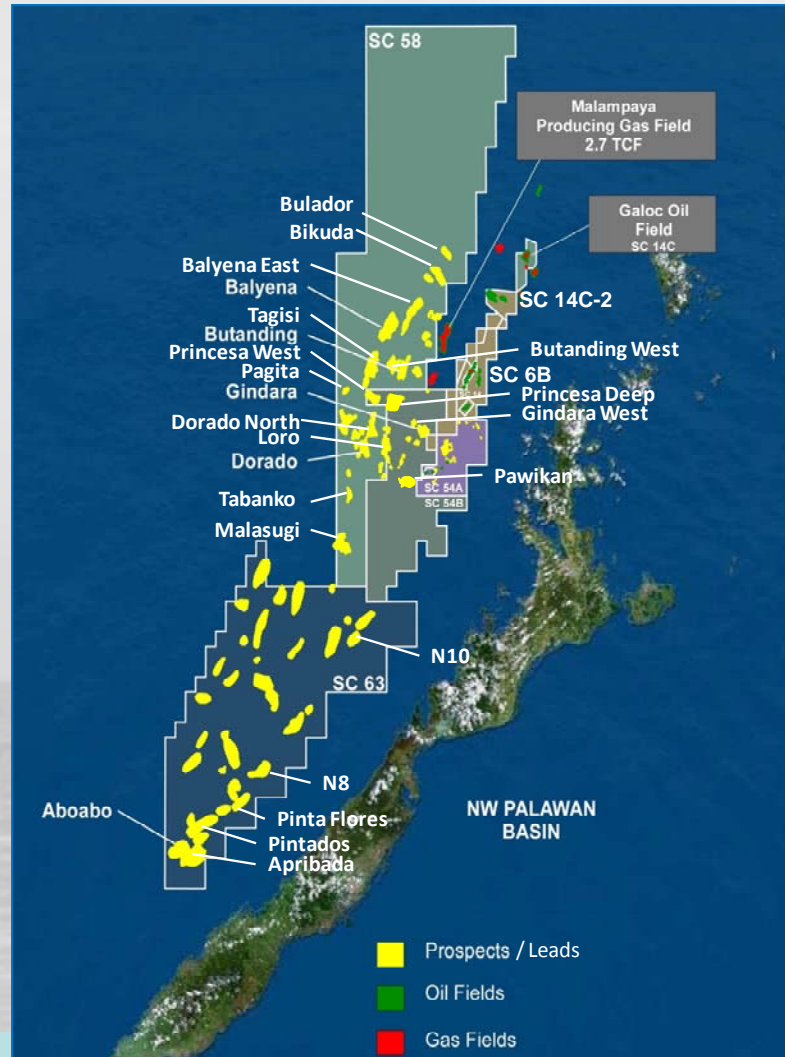 SC 58
Malampaya
Producing Gas Field
2.7 TCF
Galoc Oil
Field
SC 14C
Bulador
Bikuda
Balyena East
Balyena
Tagisi
Butanding
Princesa West
Pagita
Gindara
Dorado North
Loro
Dorado
Tabanko
Malasugi
SC 14C-2
Butanding West
SC 6B
Princesa Deep
Gindara West
Pawikan
SC 54A
SC 54B
N10
SC 63
N8
Aboabo
Pinta Flores
Pintados
Apribada
NW PALAWAN
BASIN
Prospects / Leads
Oil Fields
Gas Fields